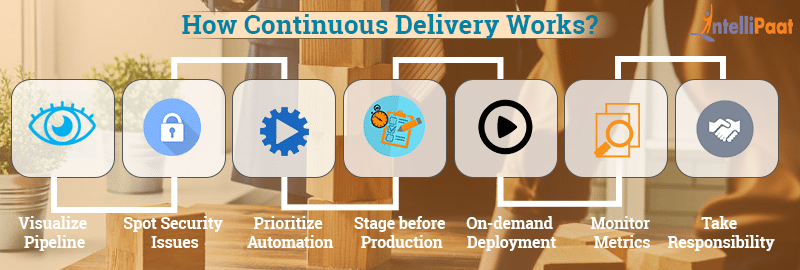 How Continuous Delivery Works?
IntelliPaat
Visualize
Pipeline
Spot Security
Issues
Prioritize
Automation
Stage before
Production
On-demand
Deployment
Monitor
Metrics
Take
Responsibility